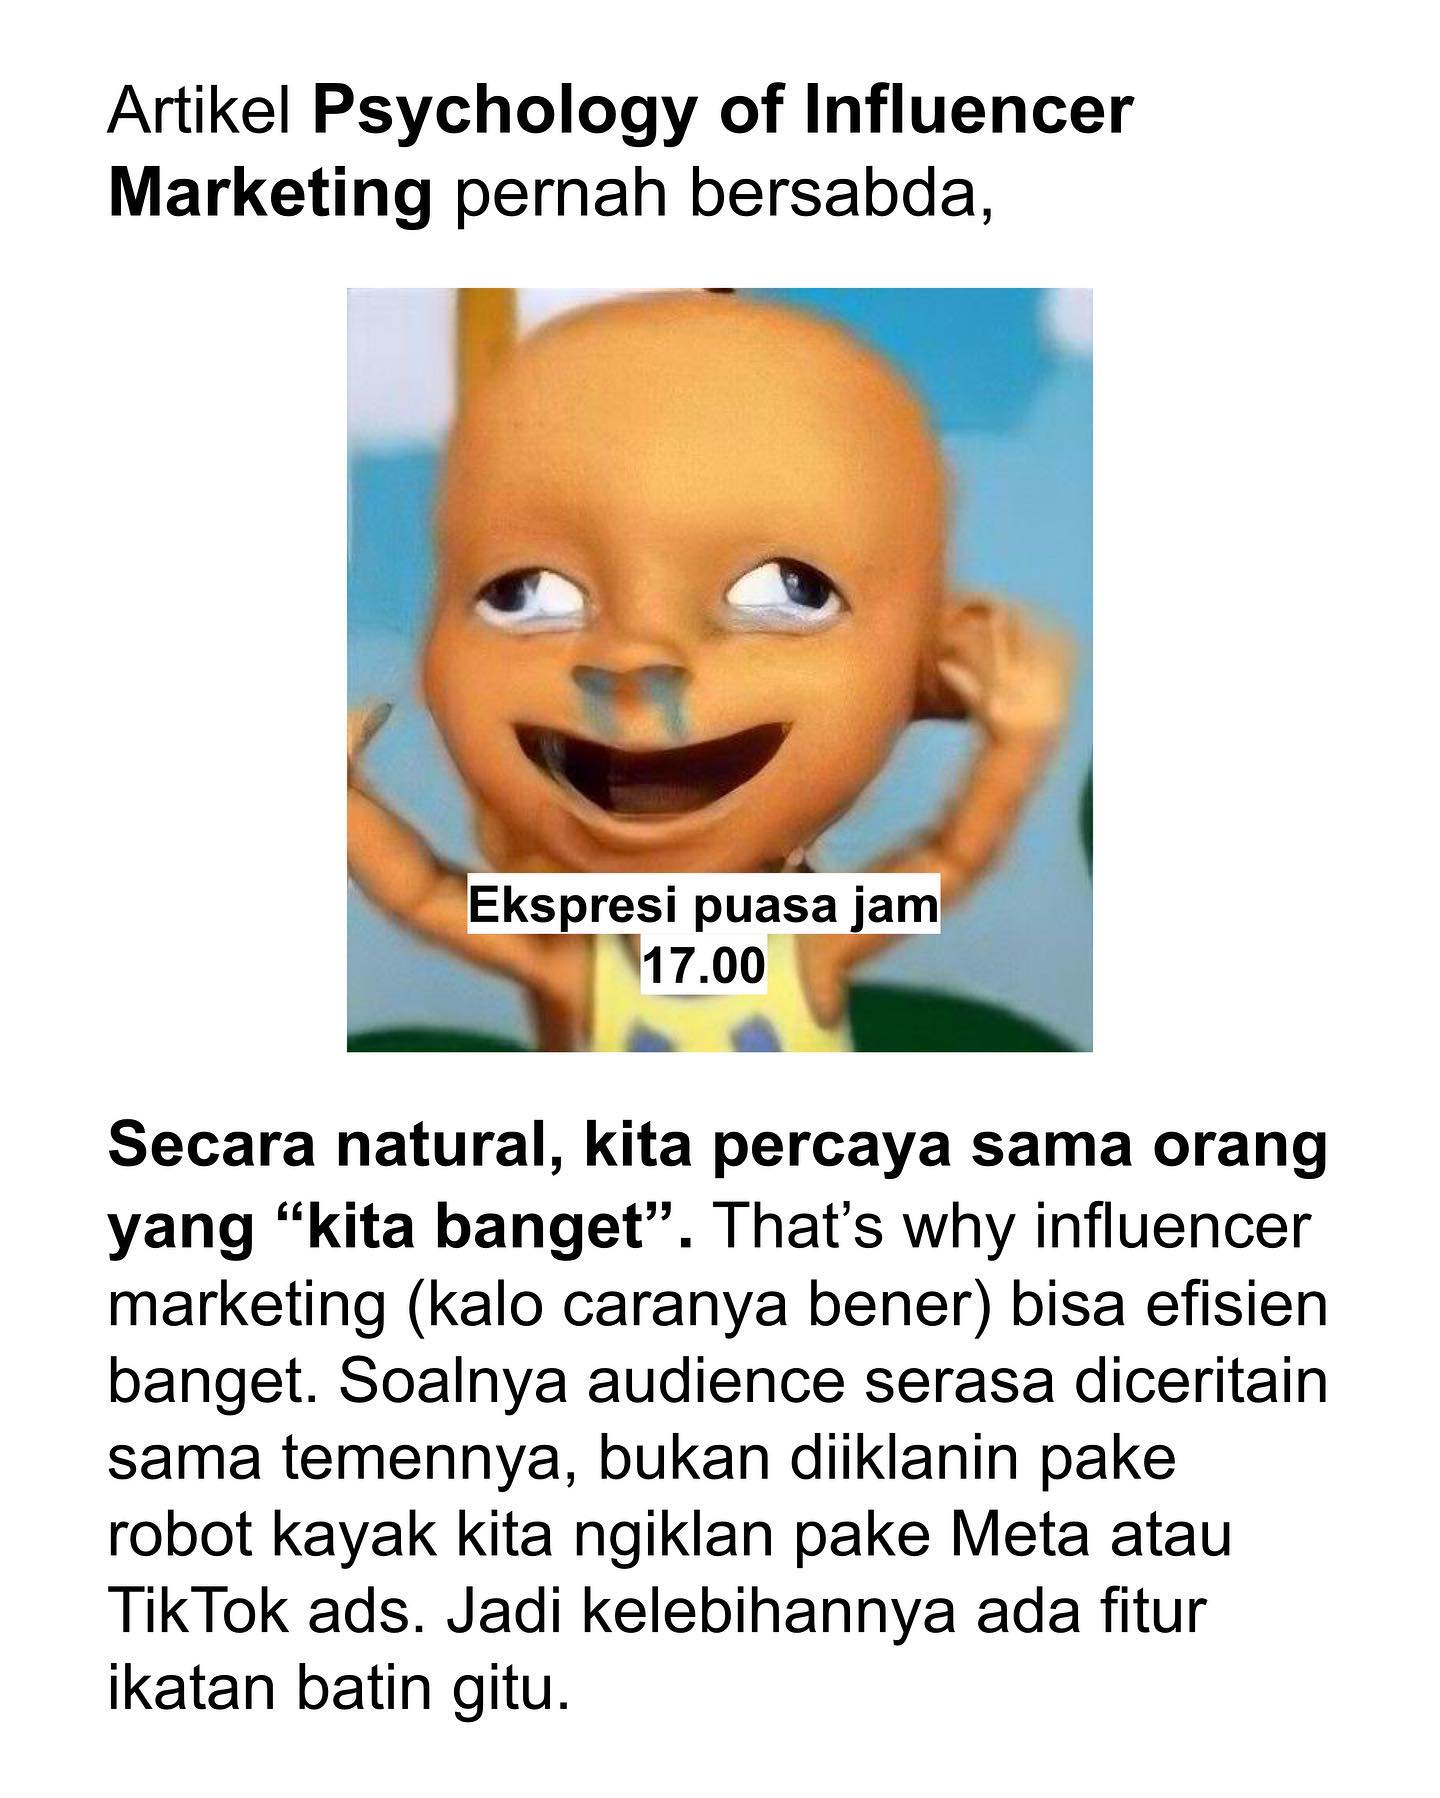 Artikel Psychology of Influencer
Marketing pernah bersabda,
Ekspresi puasa jam
17.00
Secara natural, kita percaya sama orang
yang “kita banget”. That’s why influencer
marketing (kalo caranya bener) bisa efisien
banget. Soalnya audience serasa diceritain
sama temennya, bukan diiklanin pake
robot kayak kita ngiklan pake Meta atau
TikTok ads. Jadi kelebihannya ada fitur
ikatan batin gitu.